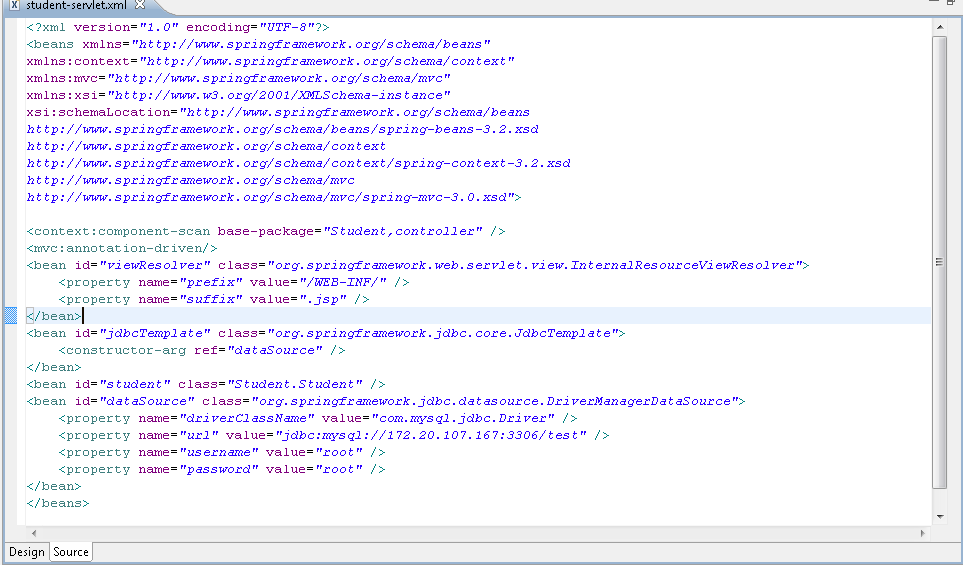 student-servlet.xml
<?xml version="1.0" encoding="UTF-8"?>
<beans xmlns="http://www.springframework.org/schema/beans"
xmlns:context="http://www.springframework.org/schema/context"
xmlns:mvc="http://www.springframework.org/schema/mvc"
xmlns:xsi="http://www.w3.org/2001/XMLSchema-instance"
xsi:schemaLocation="http://www.springframework.org/schema/beans
http://www.springframework.org/schema/beans/spring-beans-3.2.xsd
http://www.springframework.org/schema/context
http://www.springframework.org/schema/context/spring-context-3.2.xsd
http://www.springframework.org/schema/mvc
http://www.springframework.org/schema/mvc/spring-mvc-3.0.xsd">
<context:component-scan base-package="Student,controller" />
<mvc:annotation-driven/>
<bean id="viewResolver" class="org.springframework.web.servlet.view.InternalResourceViewResolver">
<property name="prefix" value="/WEB-INF/" />
<property name="suffix" value=".jsp" />
</bean>
<bean id="jdbcTemplate" class="org.springframework.jdbc.core.JdbcTemplate">
<constructor-arg ref="dataSource" />
</bean>
<bean id="student" class="Student.Student" />
<bean id="dataSource" class="org.springframework.jdbc.datasource.DriverManagerDataSource">
<property name="driverClassName" value="com.mysql.jdbc.Driver" />
<property name="url" value="jdbc:mysql://172.20.107.167:3306/test" />
<property name="username" value="root" />
<property name="password" value="root" />
</bean>
</beans>
Design Source